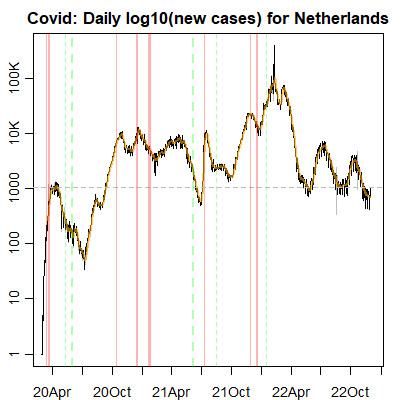 Covid: Daily log10(new cases) for Netherlands
100K
10K
1000
100
10
1
20Apr 20Oct 21Apr 21Oct 22Apr 22Oct